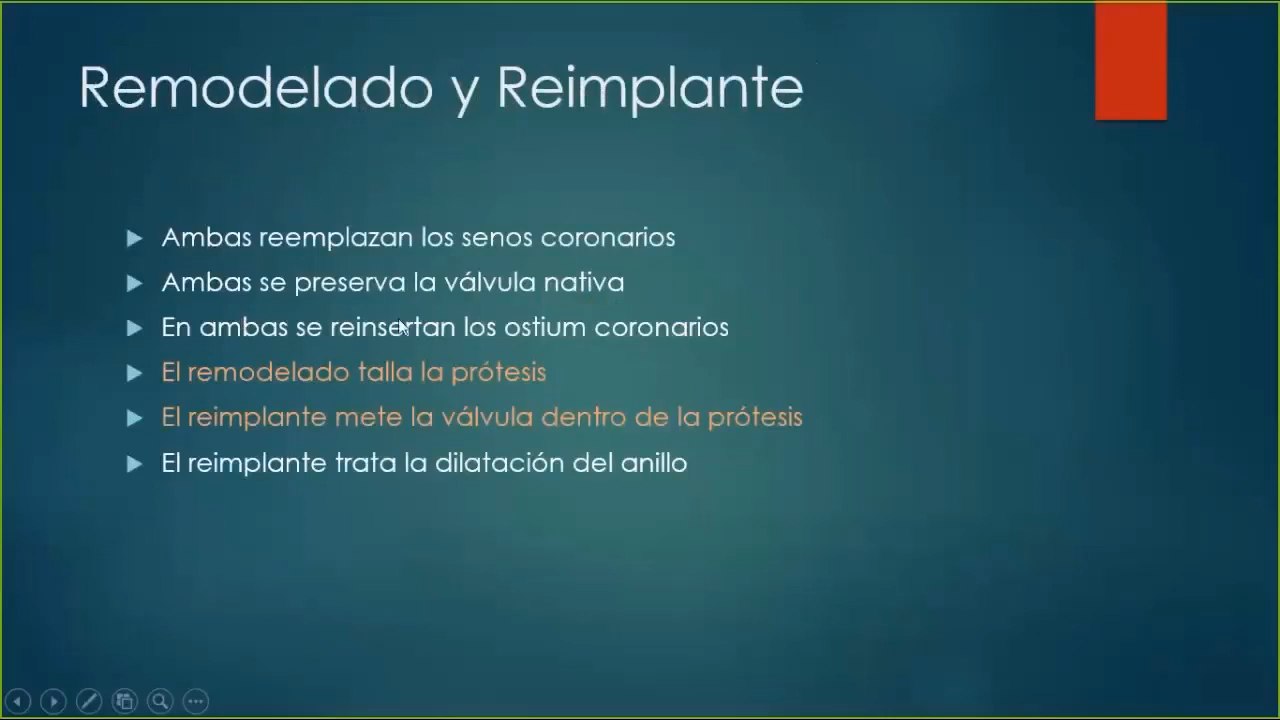 Remodelado y Reimplante
Ambas reemplazan los senos coronarios
Ambas se preserva la válvula nativa
En ambas se reinsertan los ostium coronarios
El remodelado talla la prótesis
El reimplante mete la válvula dentro de la prótesis
El reimplante trata la dilatación del anillo